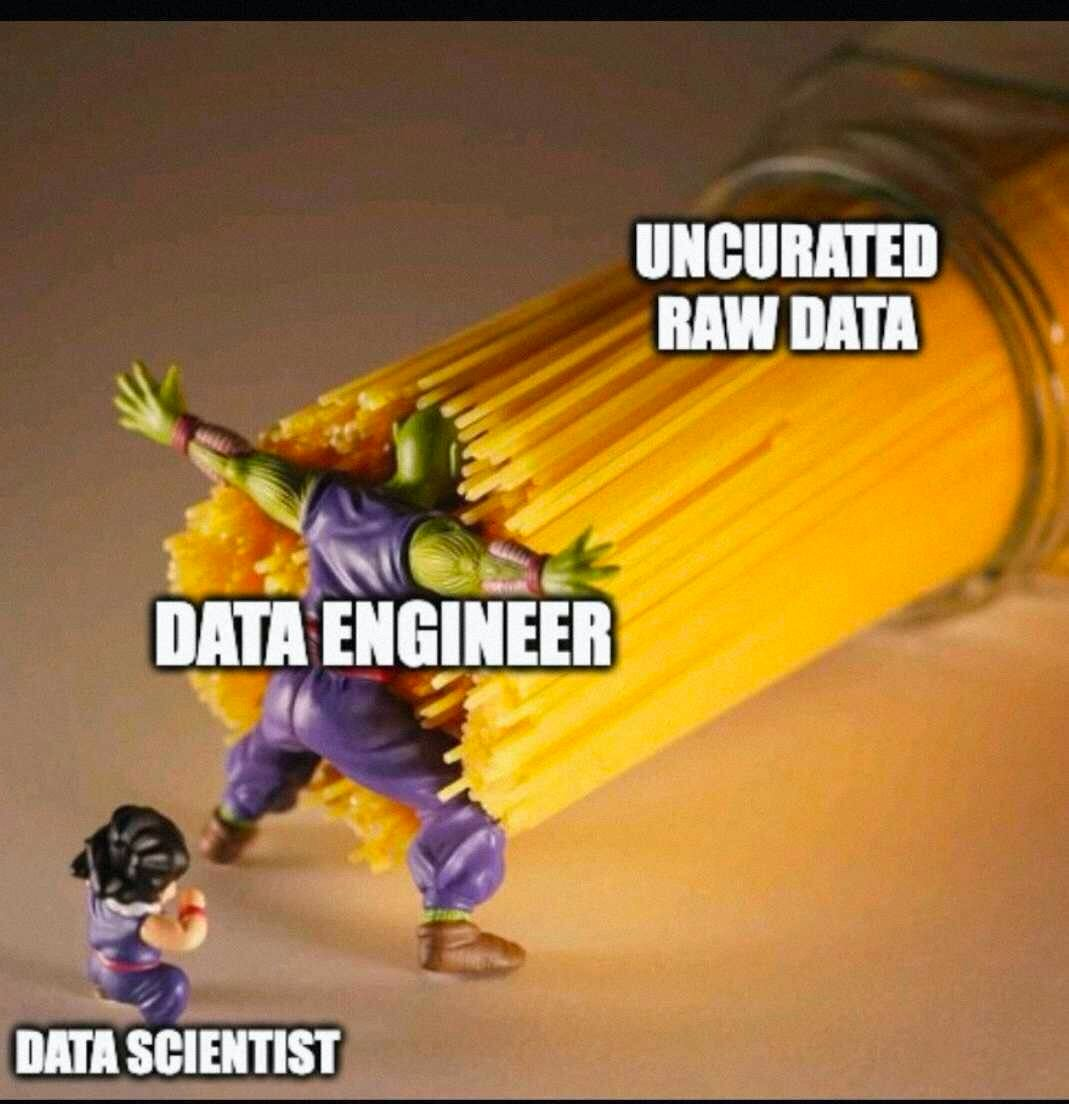 UNCURATED
RAW DATA
DATA ENGINEER
DATA SCIENTIST